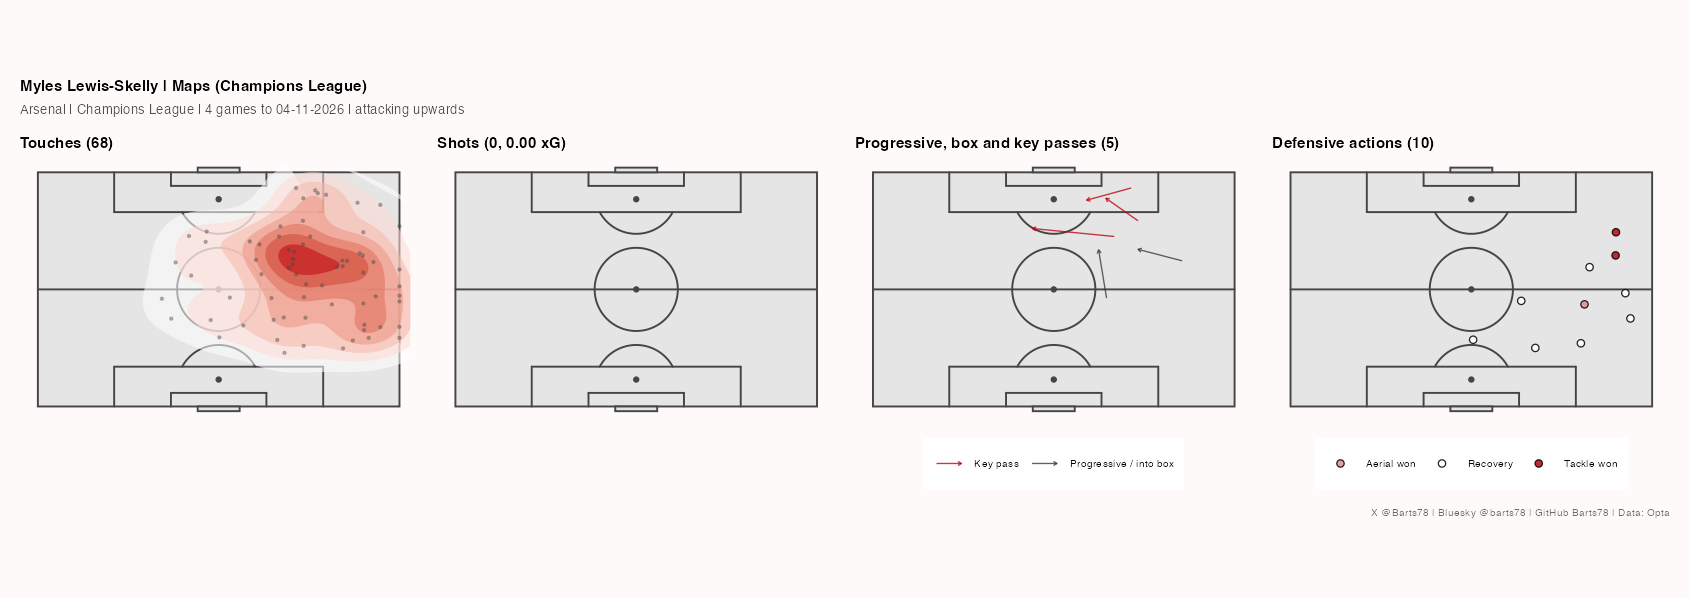 Myles Lewis-Skelly | Maps (Champions League)
Arsenal | Champions League | 4 games to 04-11-2026 | attacking upwards
Touches (68)
Shots (0, 0.00 xG)
Progressive, box and key passes (5)
Defensive actions (10)
Key pass
Progressive / into box
Aerial won
Recovery
Tackle won
X @Barts78 | Bluesky @barts78 | GitHub Barts78 | Data: Opta